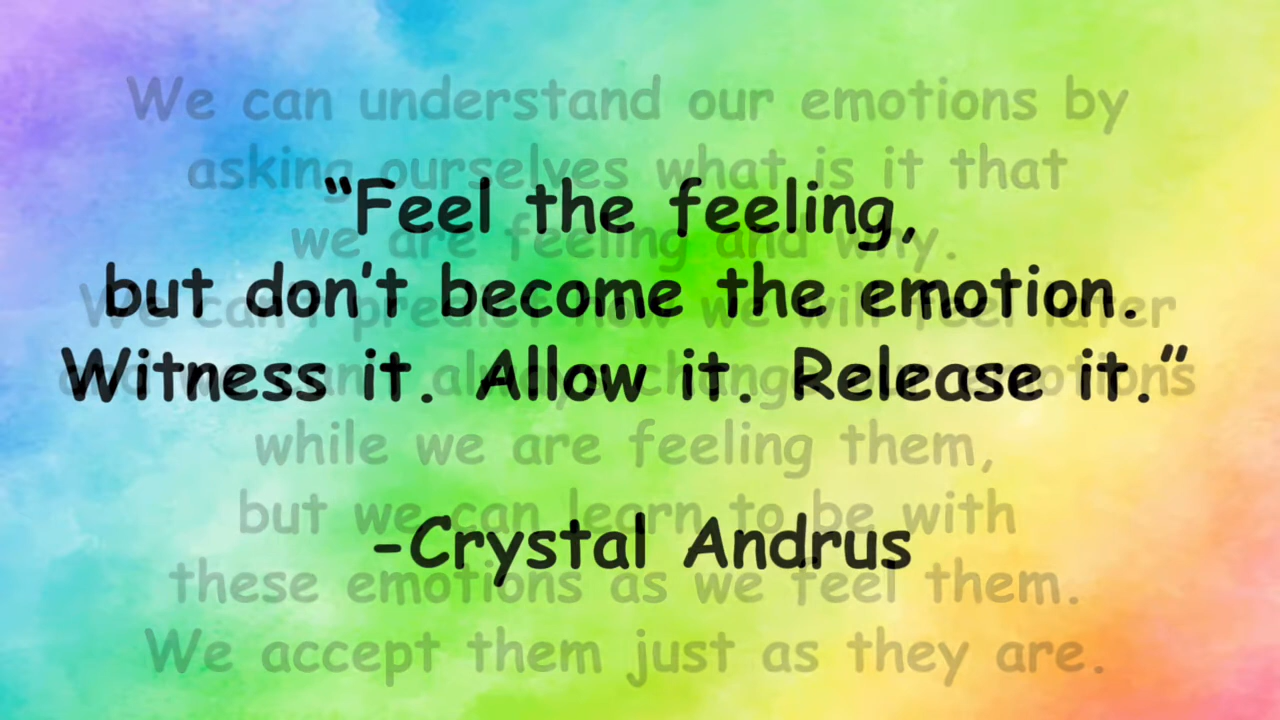 We can understand our emotions by
asking ourselves what is it that
“Feel the feeling,
we are feeling and why.
but don’t become the emotion.
We can't predict how we will feel later
Witness it. Allow it. Release it.”
always change emotions
while we are feeling them,
but we can learn to be with
-Crystal Andrus
these emotions as we feel them.
We accept them just as they are.